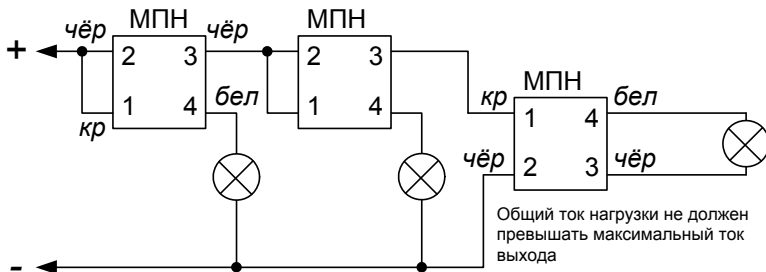 МПН МПН
+ чёр 2 3 чёр 2 3
1 4 бел 1 4
кр
МПН
кр 1 4 бел
чёр 2 3 чёр
Общий ток нагрузки не должен
превышать максимальный ток
выхода
-